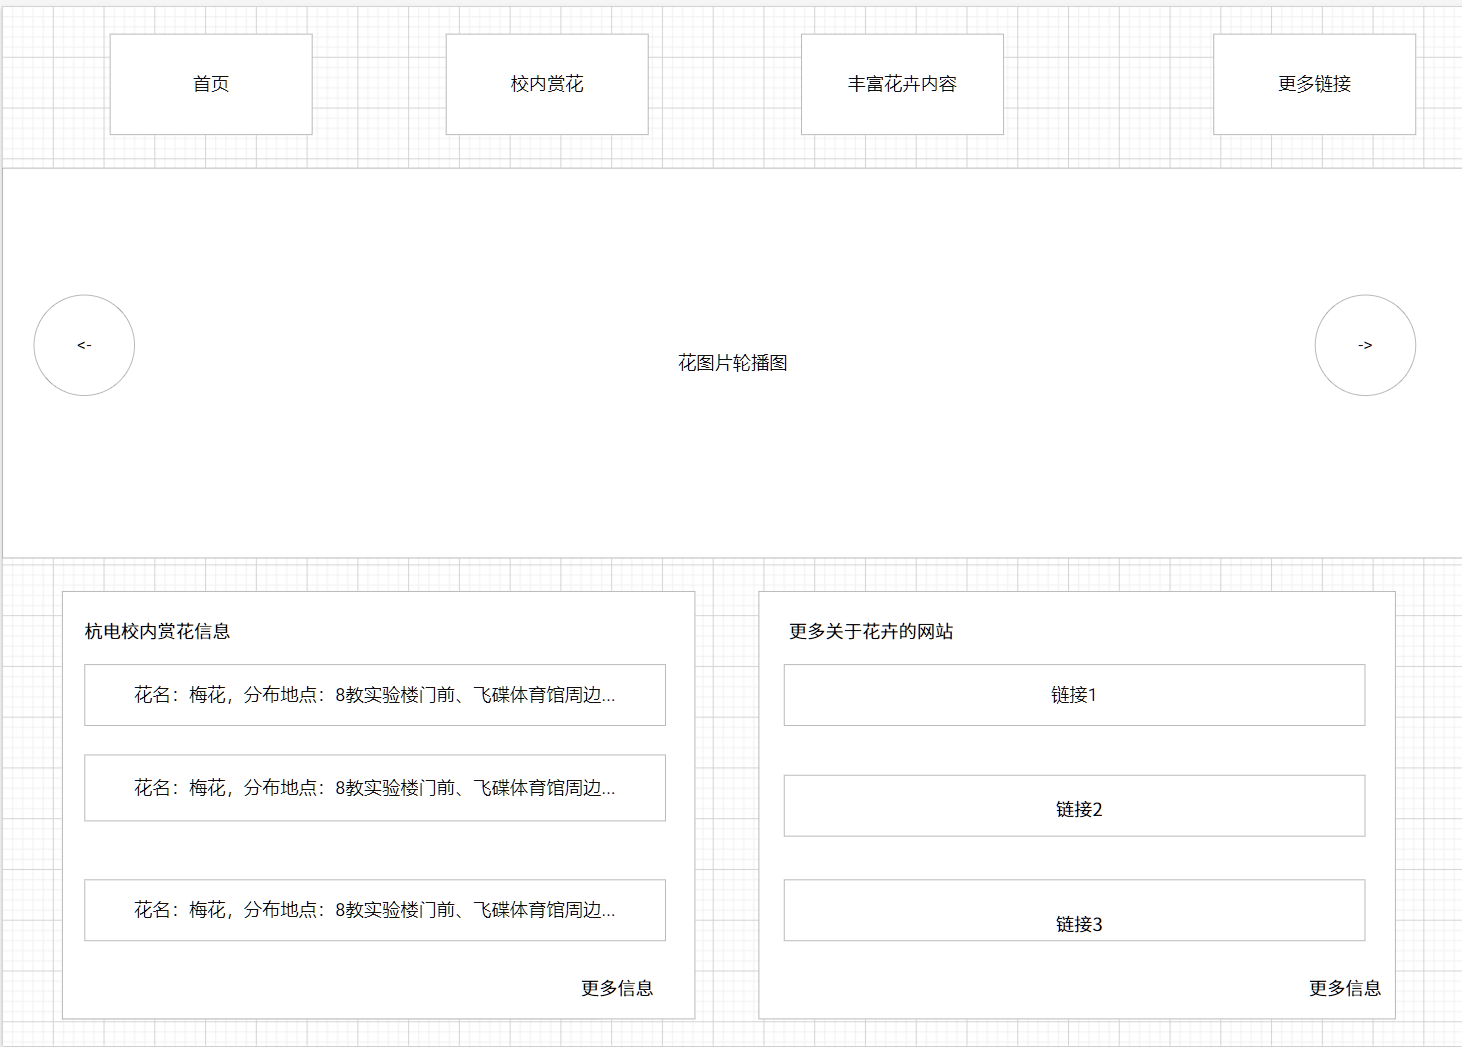 首页
校内赏花
丰富花卉内容
更多链接
<-
花图片轮播图
->
杭电校内赏花信息
花名：梅花，分布地点：8教实验楼门前、飞碟体育馆周边...
花名：梅花，分布地点：8教实验楼门前、飞碟体育馆周边...
花名：梅花，分布地点：8教实验楼门前、飞碟体育馆周边...
更多信息
更多关于花卉的网站
链接1
链接2
链接3
更多信息